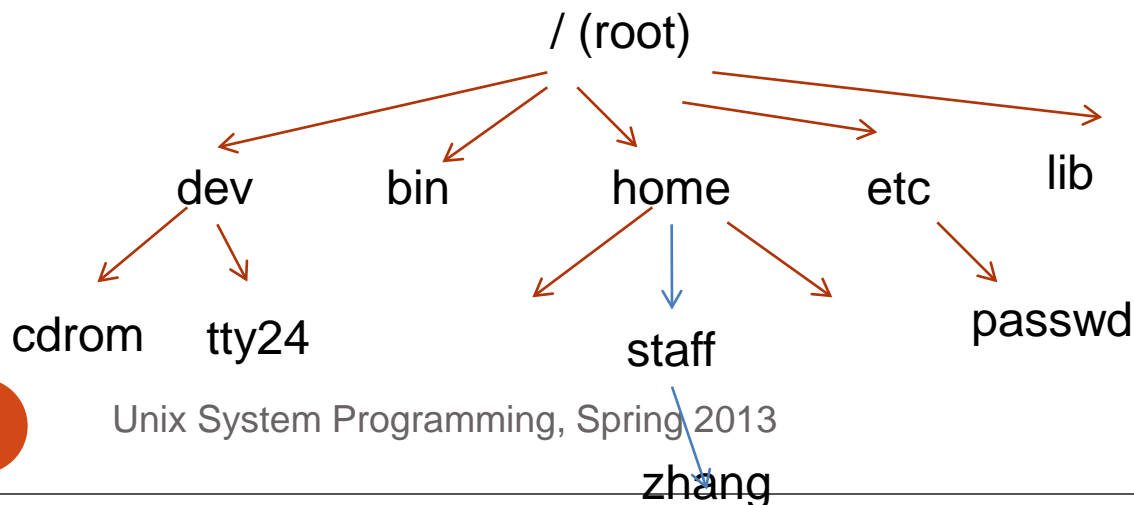 / (root)
dev bin home etc lib
cdrom tty24 staff passwd
Unix System Programming, Spring 2013
zhang